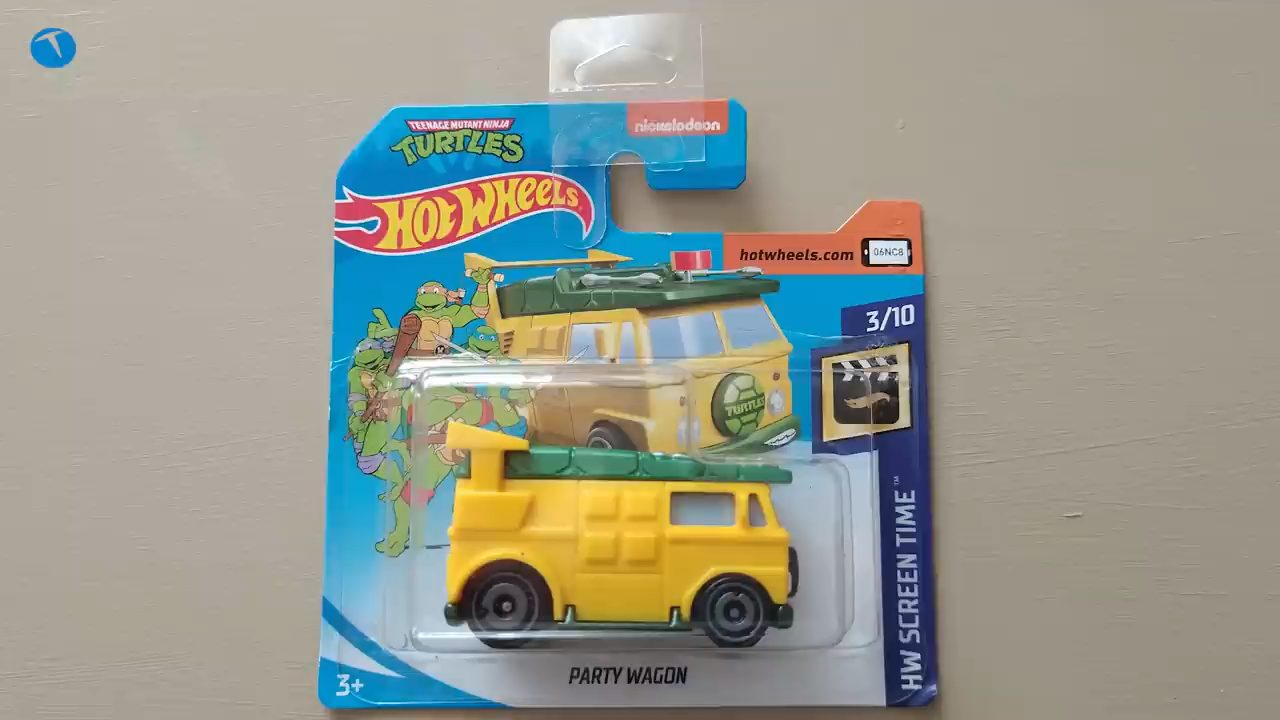 TEENAGE MUTANT NINJA
TURTLES
nickelodeon
HOT WHEELS
hotwheels.com
06NC8
3/10
TURTLES
HW SCREEN TIME™
PARTY WAGON
3+